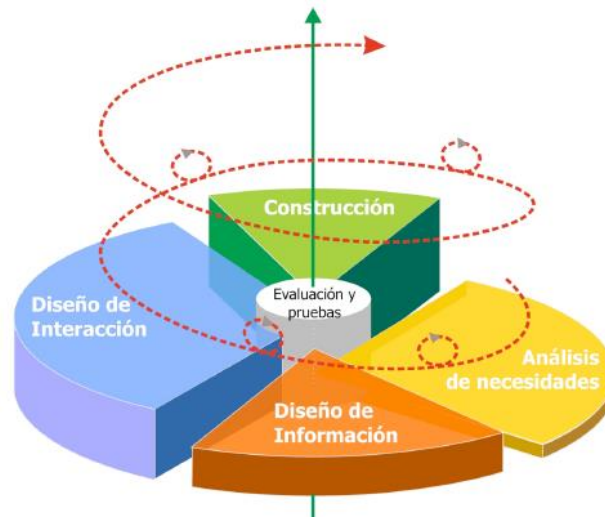 Construcción
Evaluación y
pruebas
Diseño de
Interacción
Análisis
de necesidades
Diseño de
Información